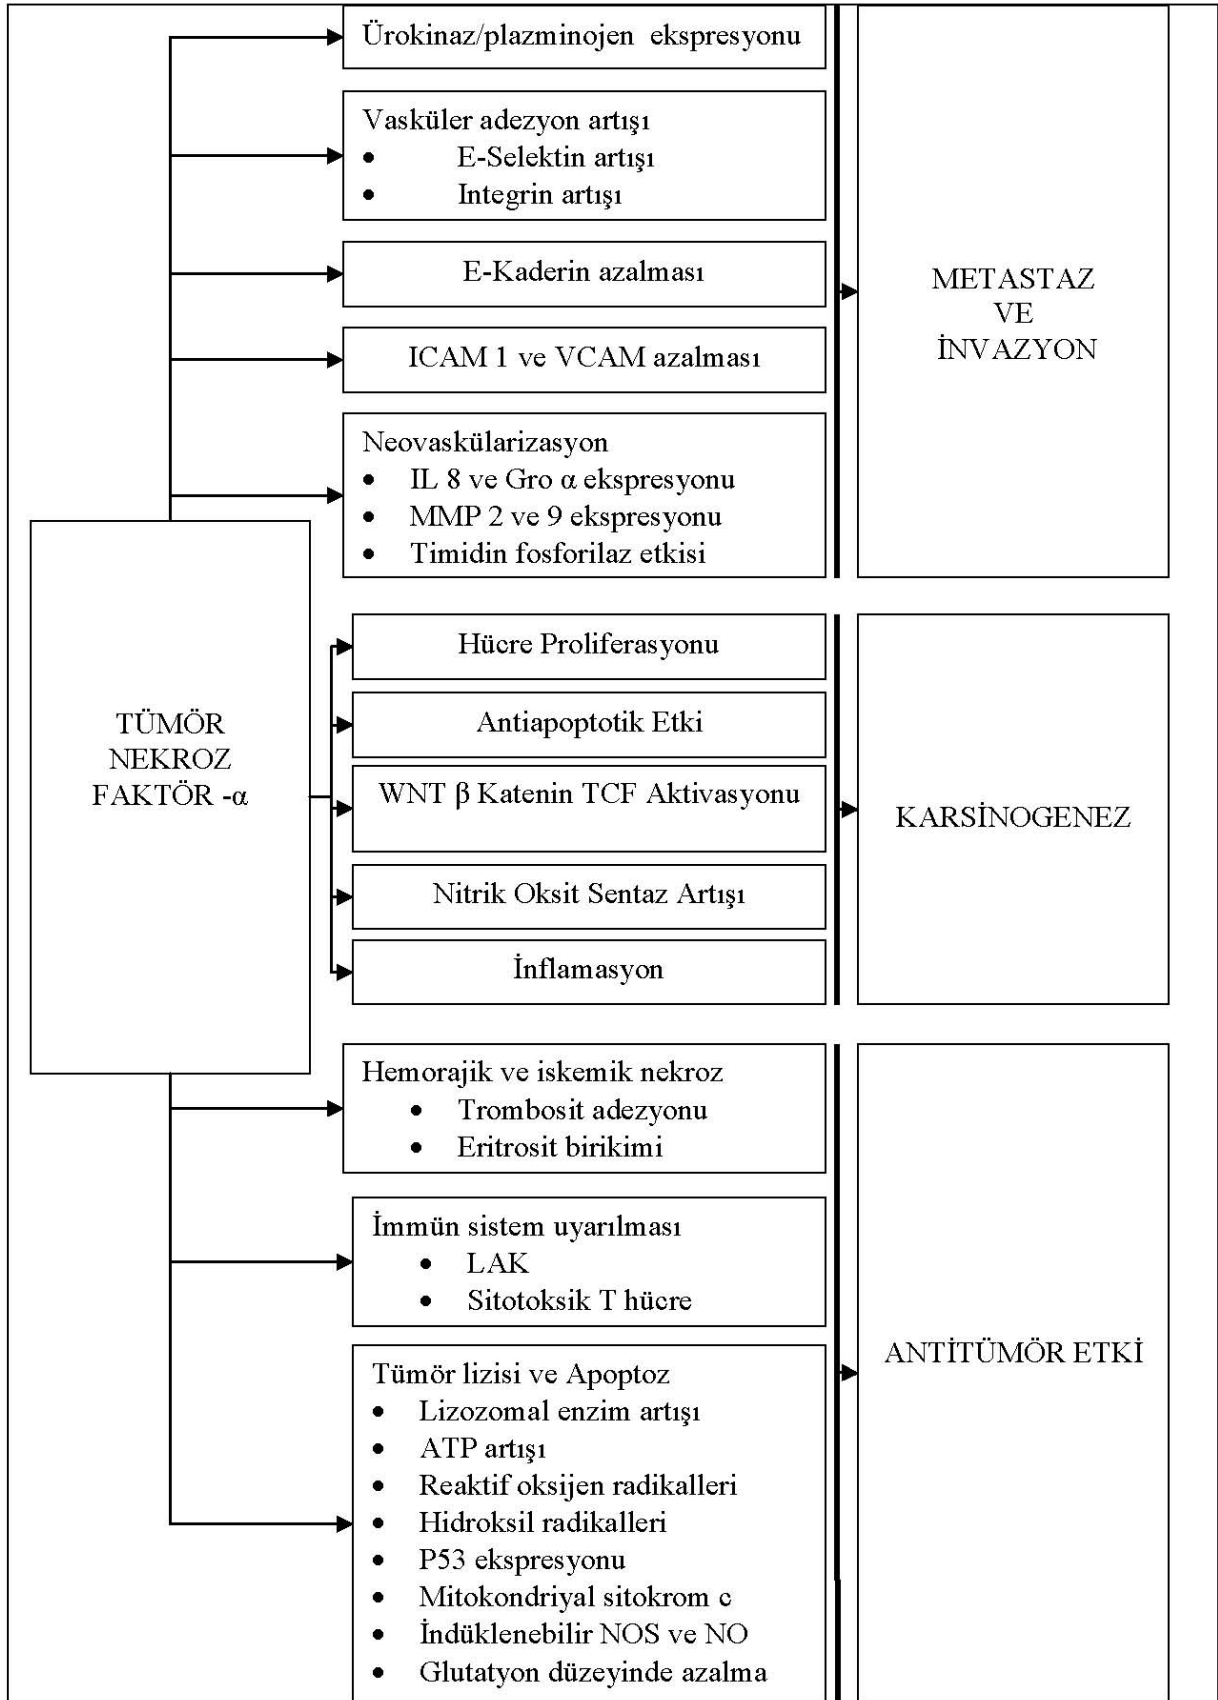 Ürokinaz/plazminojen ekspresyonu
Vasküler adezyon artışı
• E-Selektin artışı
• Integrin artışı
E-Kaderin azalması
ICAM 1 ve VCAM azalması
Neovaskülarizasyon
• IL 8 ve Gro α ekspresyonu
• MMP 2 ve 9 ekspresyonu
• Timidin fosforilaz etkisi
METASTAZ
VE
İNVAZYON
TÜMÖR
NEKROZ
FAKTÖR -α
Hücre Proliferasyonu
Antiapoptotik Etki
WNT β Katenin TCF Aktivasyonu
Nitrik Oksit Sentaz Artışı
İnflamasyon
KARSİNOGENEZ
Hemorajik ve iskemik nekroz
• Trombosit adezyonu
• Eritrosit birikimi
İmmün sistem uyarılması
• LAK
• Sitotoksik T hücre
Tümör lizisi ve Apoptoz
• Lizozomal enzim artışı
• ATP artışı
• Reaktif oksijen radikalleri
• Hidroksil radikalleri
• P53 ekspresyonu
• Mitokondriyal sitokrom c
• İndüklenebilir NOS ve NO
• Glutatyon düzeyinde azalma
ANTİTÜMÖR ETKİ